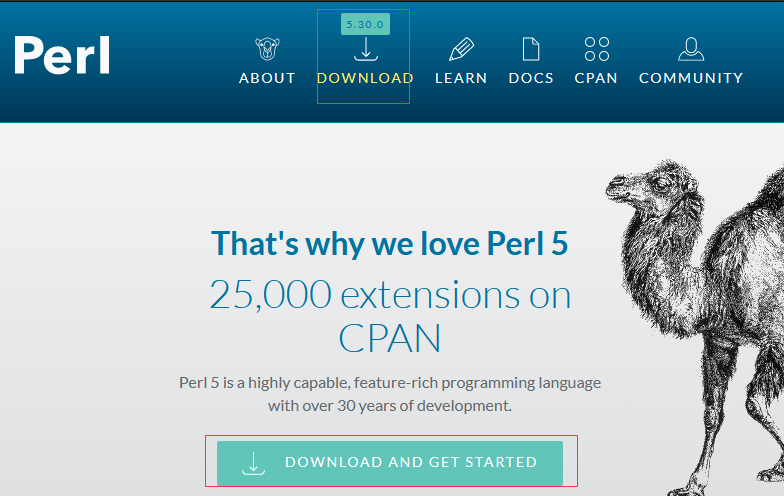 Perl
5.30.0
ABOUT
DOWNLOAD
LEARN
DOCS
CPAN
COMMUNITY
That's why we love Perl 5
25,000 extensions on
CPAN
Perl 5 is a highly capable, feature-rich programming language
with over 30 years of development.
DOWNLOAD AND GET STARTED